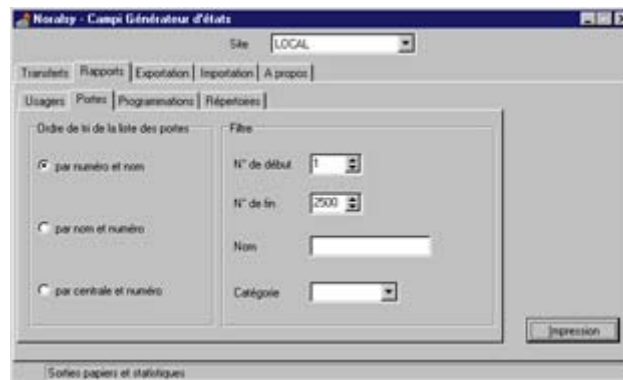 Noralsy - Campi Générateur d'états
Site LOCAL
Transferts Rapports Exportation Importation A propos
Usagers Portes Programmations Répertoires
Ordre de tri de la liste des portes
par numéro et nom
par nom et numéro
par centrale et numéro
Filtre
N° de début 1
N° de fin 2500
Nom
Catégorie
Impression
Sorties papiers et statistiques